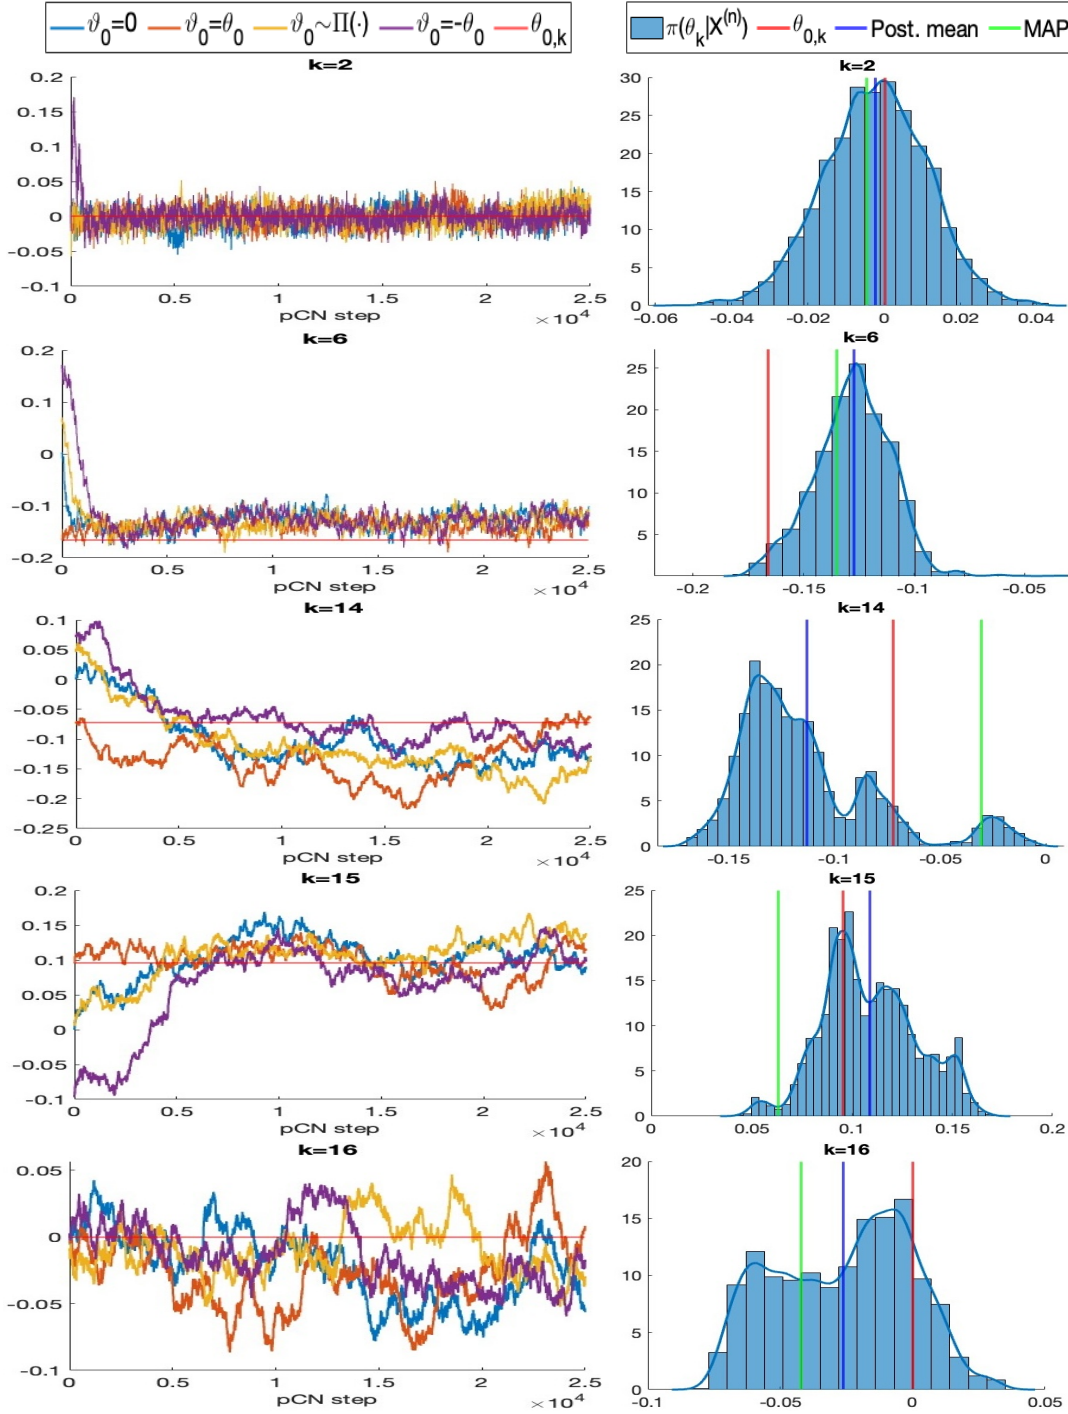 ϑ₀=0 ϑ₀=θ₀ ϑ₀~Π(·) ϑ₀=-θ₀ θ₀,ₖ
π(θₖ|X⁽ⁿ⁾) θ₀,ₖ Post. mean MAP
k=2
0.2
0.15
0.1
0.05
0
-0.05
-0.1
0 0.5 1 1.5 2 2.5
pCN step
×10⁴
k=2
30
25
20
15
10
5
0
-0.06 -0.04 -0.02 0 0.02 0.04
k=6
0.2
0.1
0
-0.1
-0.2
0 0.5 1 1.5 2 2.5
pCN step
×10⁴
k=6
25
20
15
10
5
-0.2 -0.15 -0.1 -0.05
k=14
0.1
0.05
0
-0.05
-0.1
-0.15
-0.2
-0.25
0 0.5 1 1.5 2 2.5
pCN step
×10⁴
k=14
25
20
15
10
5
0
-0.15 -0.1 -0.05 0
k=15
0.2
0.15
0.1
0.05
0
-0.05
-0.1
0 0.5 1 1.5 2 2.5
pCN step
×10⁴
k=15
25
20
15
10
5
0
0 0.05 0.1 0.15 0.2
k=16
0.05
0
-0.05
-0.1
0 0.5 1 1.5 2 2.5
pCN step
×10⁴
k=16
20
15
10
5
0
-0.1 -0.05 0 0.05